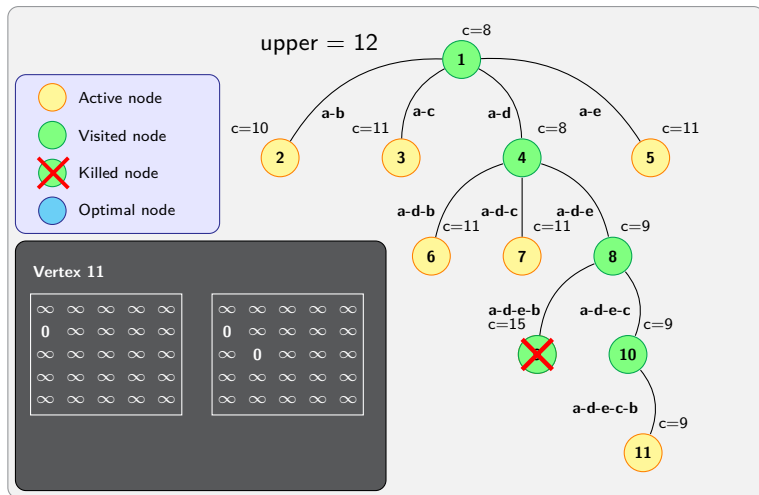 upper = 12
c=8
1
Active node
Visited node
Killed node
Optimal node
a-b
a-c
a-d
a-e
c=10
c=11
c=8
c=11
2
3
4
5
a-d-b
a-d-c
a-d-e
c=11
c=11
c=9
6
7
8
a-d-e-b
a-d-e-c
c=15
c=9
10
a-d-e-c-b
c=9
11
Vertex 11
∞ ∞ ∞ ∞ ∞
0 ∞ ∞ ∞ ∞
∞ ∞ ∞ ∞ ∞
∞ ∞ ∞ ∞ ∞
∞ ∞ ∞ ∞ ∞
∞ ∞ ∞ ∞ ∞
0 ∞ ∞ ∞ ∞
∞ 0 ∞ ∞ ∞
∞ ∞ ∞ ∞ ∞
∞ ∞ ∞ ∞ ∞